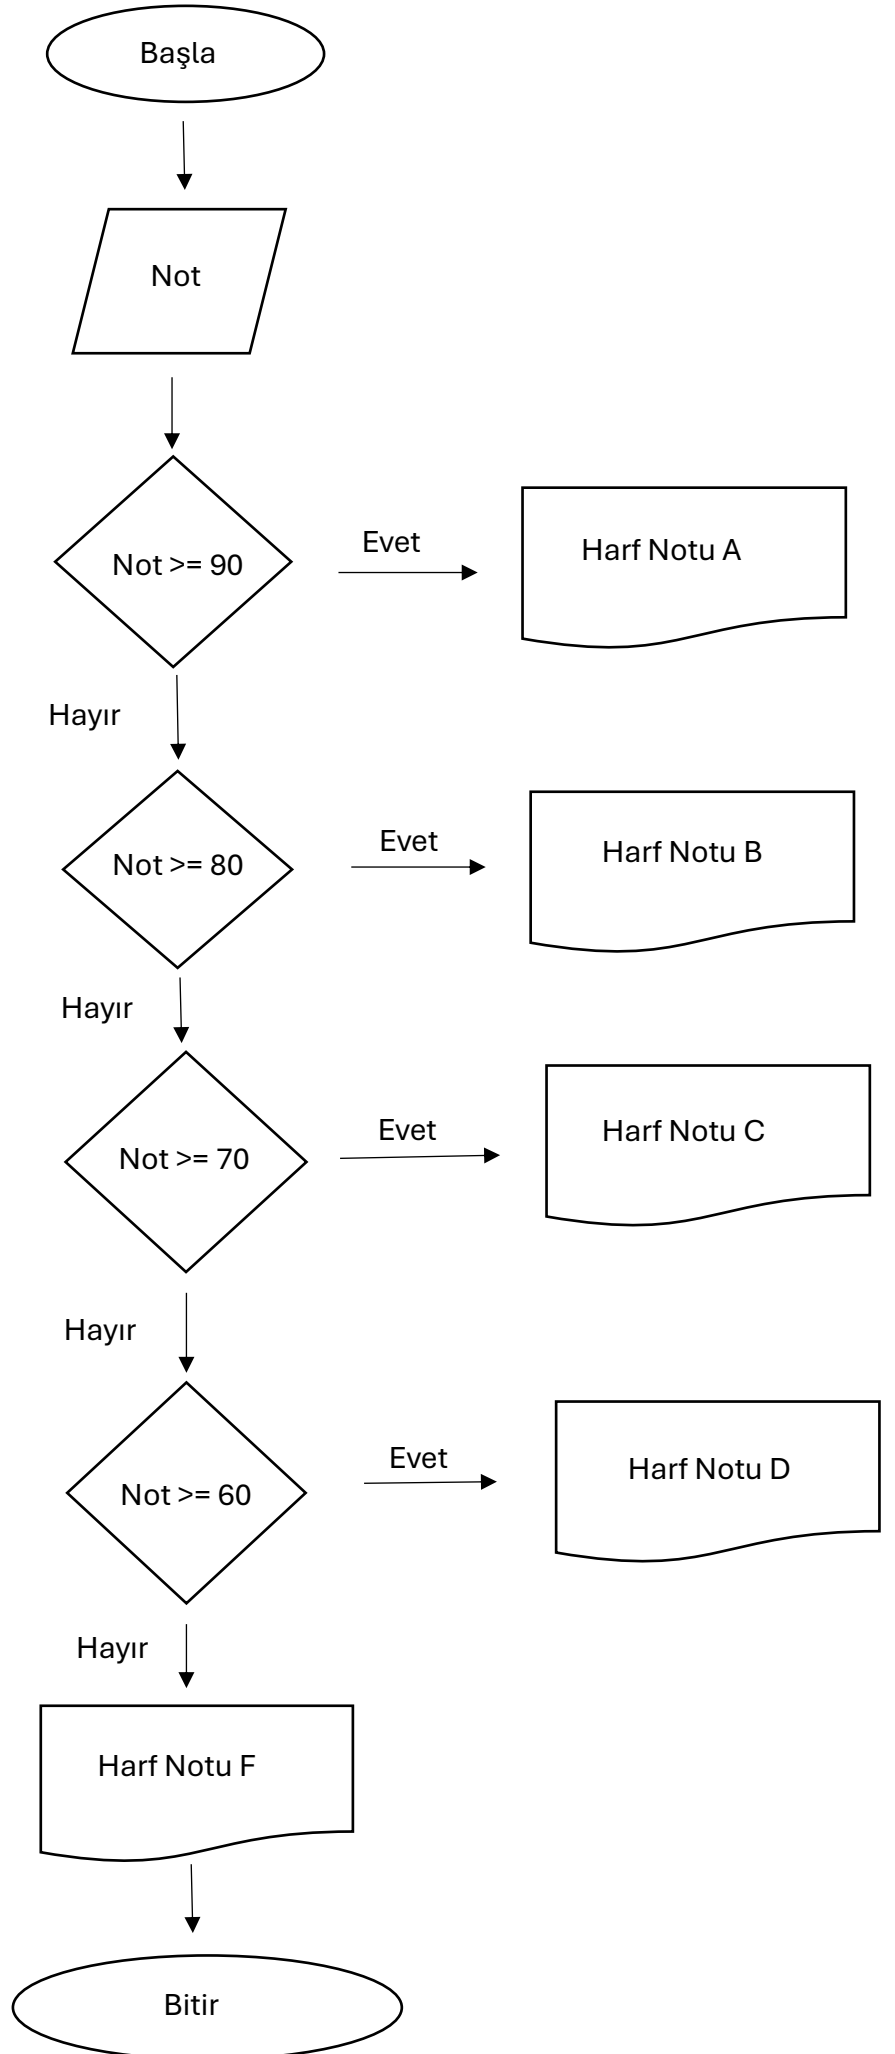 Başla
Not
Not >= 90
Evet
Harf Notu A
Hayır
Not >= 80
Evet
Harf Notu B
Hayır
Not >= 70
Evet
Harf Notu C
Hayır
Not >= 60
Evet
Harf Notu D
Hayır
Harf Notu F
Bitir